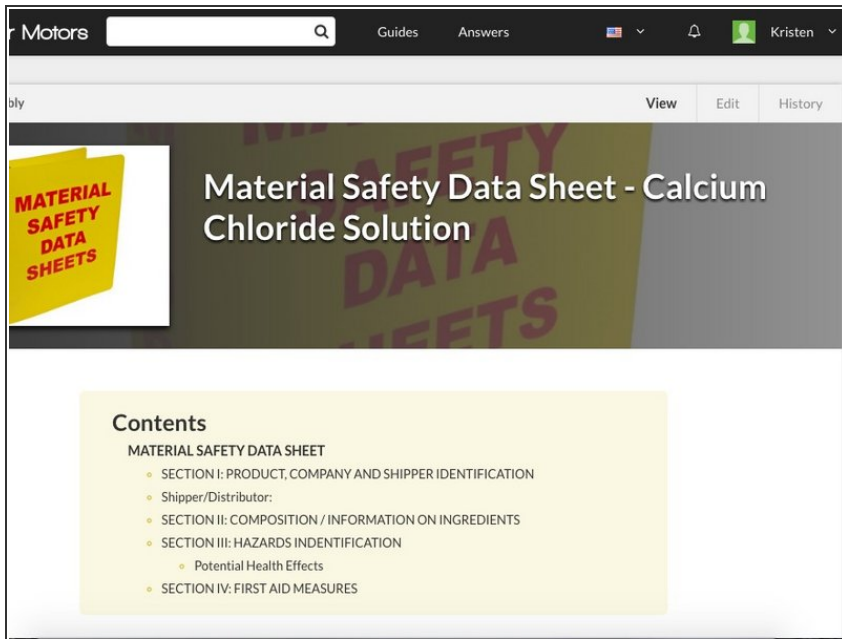 r Motors
Guides
Answers
Kristen
bly
View
Edit
History
MATERIAL
SAFETY
DATA
SHEETS
Material Safety Data Sheet - Calcium
Chloride Solution
SAFETY
DATA
Contents
MATERIAL SAFETY DATA SHEET
SECTION I: PRODUCT, COMPANY AND SHIPPER IDENTIFICATION
Shipper/Distributor:
SECTION II: COMPOSITION / INFORMATION ON INGREDIENTS
SECTION III: HAZARDS INDENTIFICATION
Potential Health Effects
SECTION IV: FIRST AID MEASURES